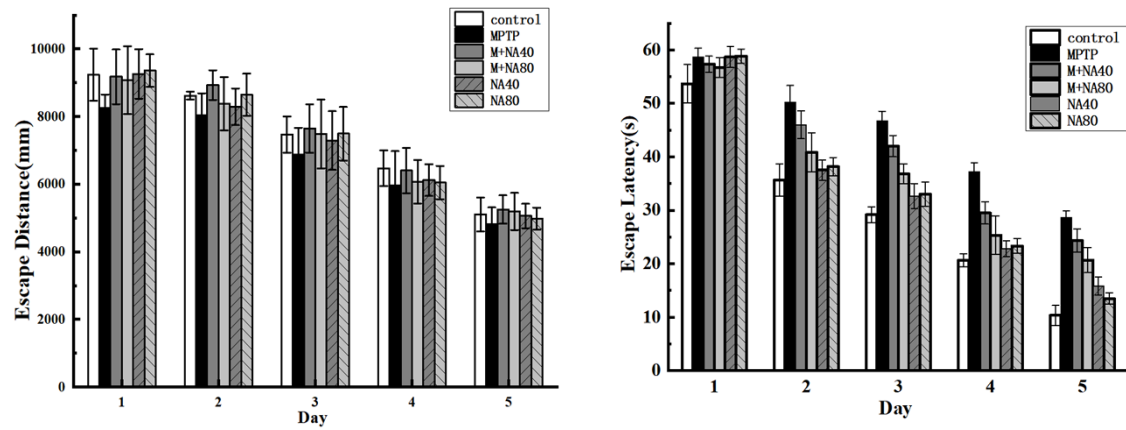 control
MPTP
M+NA40
M+NA80
NA40
NA80
Escape Distance(mm)
10000
8000
6000
4000
2000
0
1 2 3 4 5
Day
control
MPTP
M+NA40
M+NA80
NA40
NA80
Escape Latency(s)
60
50
40
30
20
10
0
1 2 3 4 5
Day